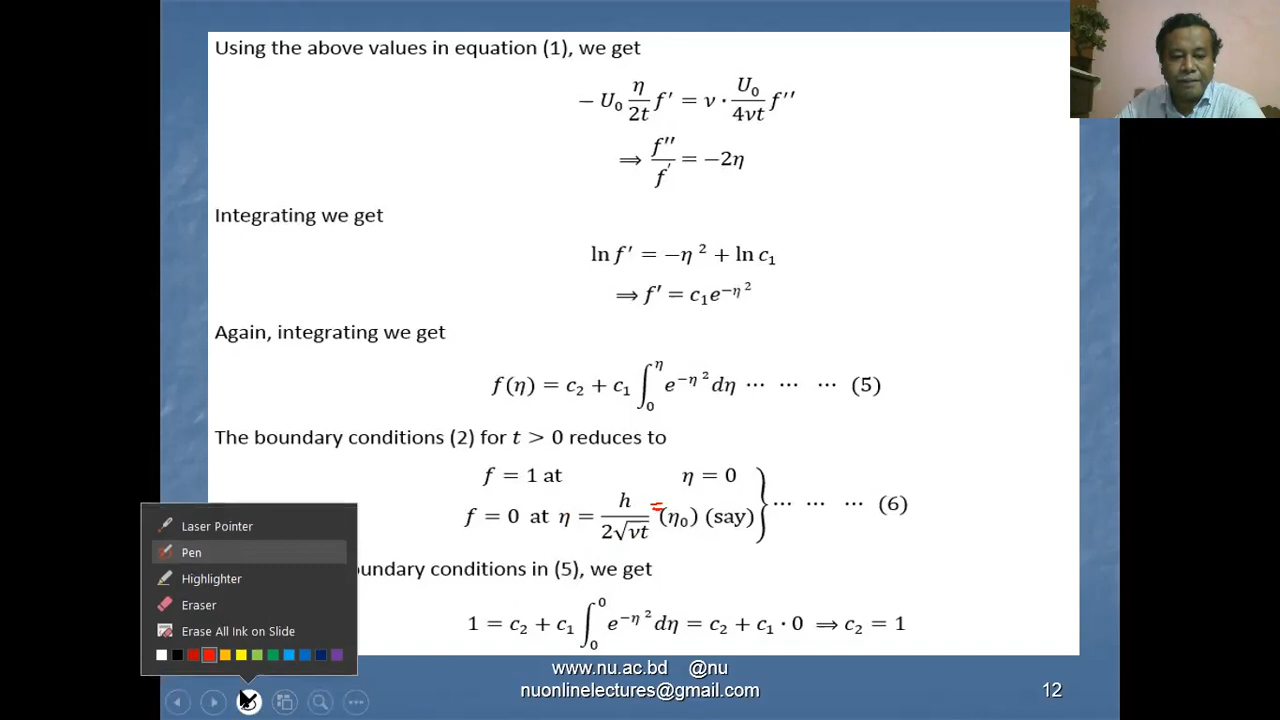 Using the above values in equation (1), we get
− U₀ η/2t f′ = ν · U₀/4νt f′′
⟹ f′′/f′ = −2η
Integrating we get
ln f′ = −η² + ln c₁
⟹ f′ = c₁e^{−η²}
Again, integrating we get
f(η) = c₂ + c₁ ∫₀^η e^{−η²} dη ⋯ ⋯ ⋯ (5)
The boundary conditions (2) for t > 0 reduces to
f = 1 at η = 0
f = 0 at η = h/2√νt = (η₀) (say) } ⋯ ⋯ ⋯ (6)
oundary conditions in (5), we get
1 = c₂ + c₁ ∫₀^0 e^{−η²} dη = c₂ + c₁ · 0 ⟹ c₂ = 1
Laser Pointer
Pen
Highlighter
Eraser
Erase All Ink on Slide
www.nu.ac.bd @nu
nuonlinelectures@gmail.com
12